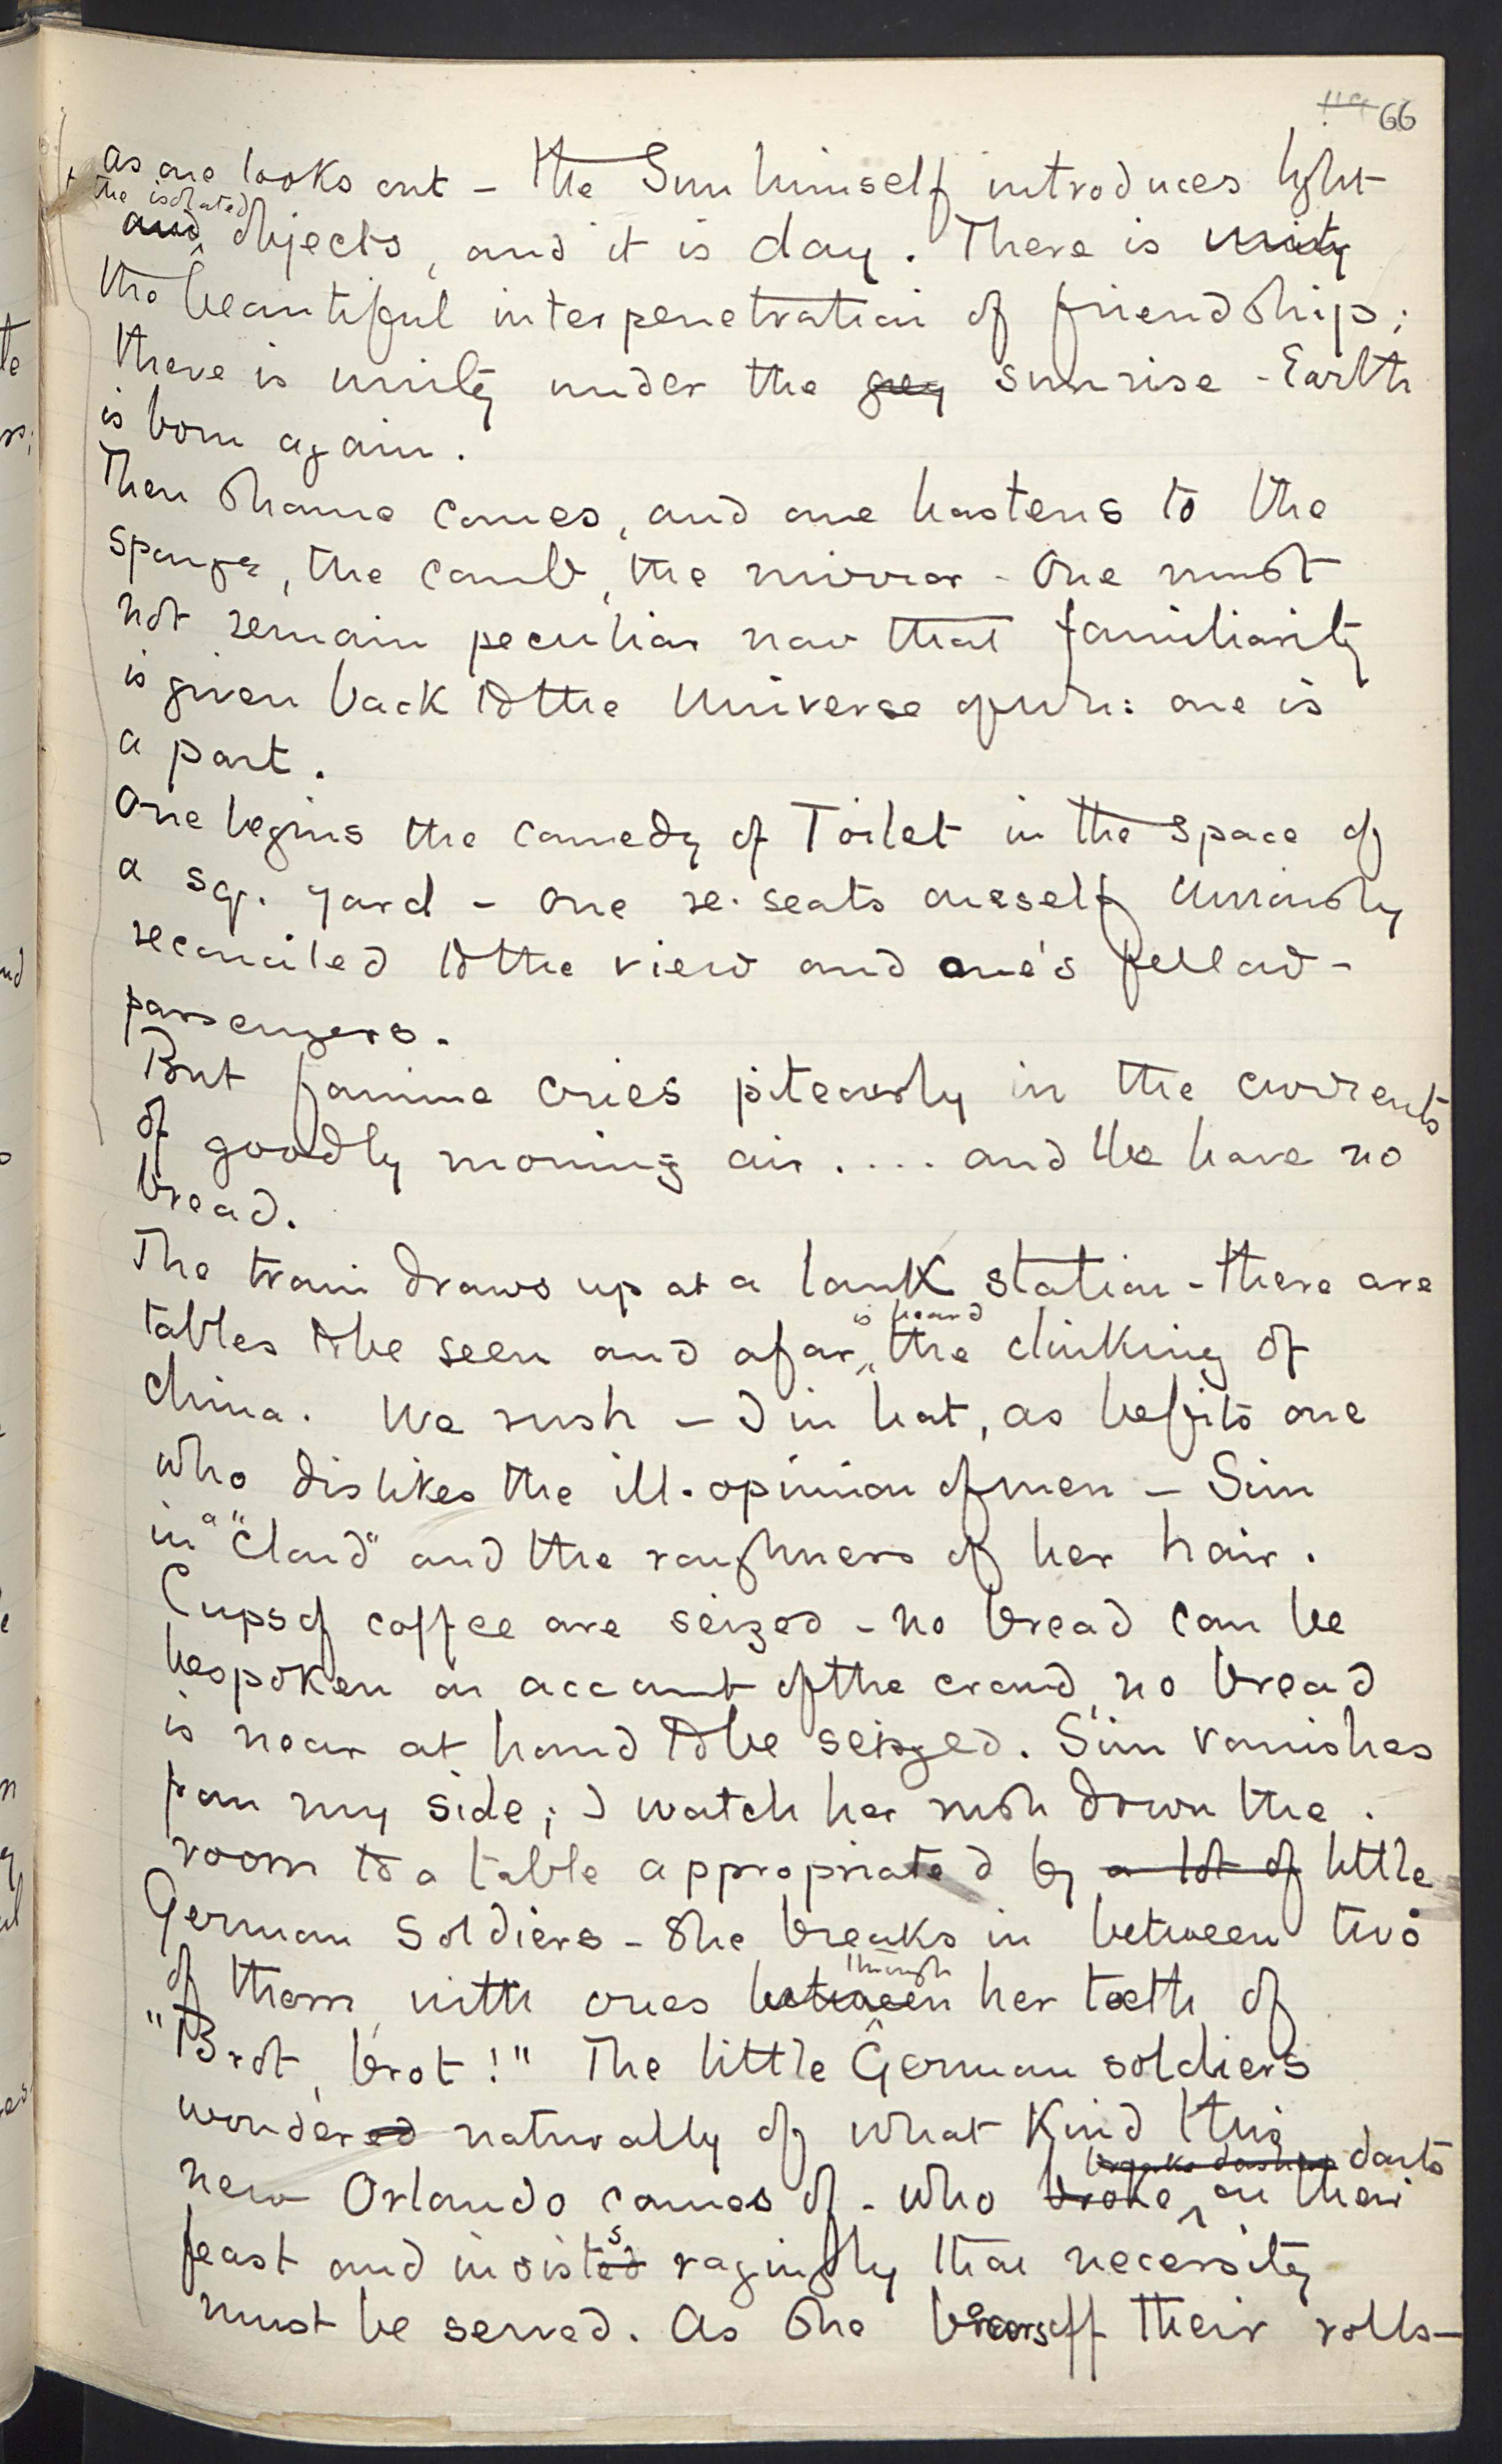 119 66
as one looks out – the Sun himself introduces light
the isolated
and objects, and it is day. There is unity
the beautiful interpenetration of friendship;
there is unity under the grey sunrise – Earth
is born again.
Then shame comes, and one hastens to the
sponge, the comb, the mirror – One must
not remain peculiar now that familiarity
is given back to the Universe of wh: one is
a part.
One begins the comedy of Toilet in the space of
a sq. yard – one re-seats oneself curiously
reconciled to the view and one's fellow-
passengers.
But famine cries piteously in the currents
of goodly morning air .... and we have no
bread.
The train draws up at a lank station – there are
is heard
tables to be seen and afar the clinking of
china. We rush – I in hat, as befits one
who dislikes the ill-opinion of men – Sim
in a "cloud" and the roughness of her hair.
Cups of coffee are seized – no bread can be
bespoken on account of the crowd, no bread
is near at hand to be seized. Sim vanishes
from my side; I watch her rush down the
room to a table appropriated by a lot of little
German Soldiers – She breaks in between two
through
of them, with cries between her teeth of
"Brot, brot!" The little German soldiers
wondered naturally of what Kind this
darts
new Orlando comes of – who broke on their
feast and insisted s ragingly that necessity
must be served. As she bears off their rolls –